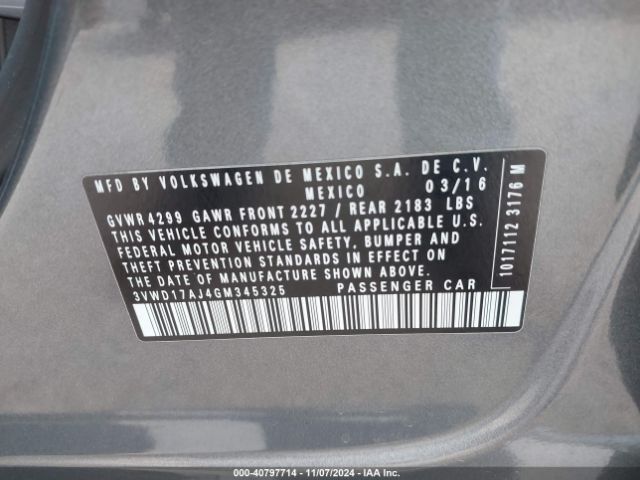 MFD BY VOLKSWAGEN DE MEXICO S.A. DE C.V.
MEXICO 03/16
GVWR 4299 GAWR FRONT 2227 / REAR 2183 LBS
THIS VEHICLE CONFORMS TO ALL APPLICABLE U.S.
FEDERAL MOTOR VEHICLE SAFETY, BUMPER AND
THEFT PREVENTION STANDARDS IN EFFECT ON
THE DATE OF MANUFACTURE SHOWN ABOVE.
3VWD17AJ4GM345325 PASSENGER CAR
1017112 3176 M
000-40797714 - 11/07/2024 - IAA Inc.